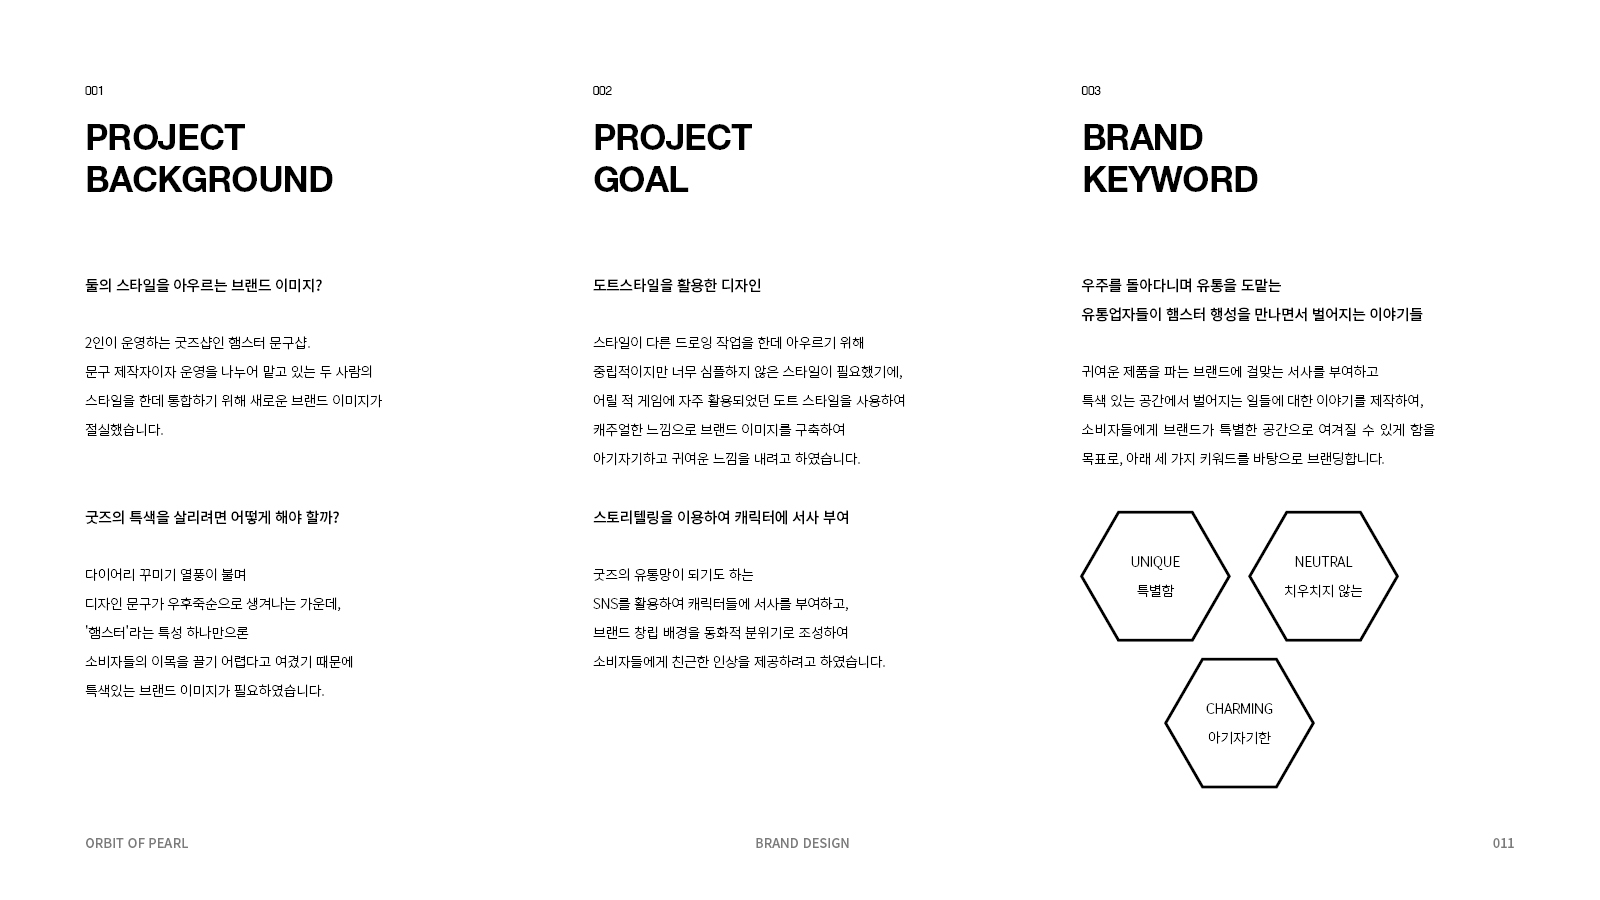 001
PROJECT
BACKGROUND
둘의 스타일을 아우르는 브랜드 이미지?
2인이 운영하는 굿즈샵인 햄스터 문구샵.
문구 제작자이자 운영을 나누어 맡고 있는 두 사람의
스타일을 한데 통합하기 위해 새로운 브랜드 이미지가
절실했습니다.
굿즈의 특색을 살리려면 어떻게 해야 할까?
다이어리 꾸미기 열풍이 불며
디자인 문구가 우후죽순으로 생겨나는 가운데,
'햄스터'라는 특성 하나만으론
소비자들의 이목을 끌기 어렵다고 여겼기 때문에
특색있는 브랜드 이미지가 필요하였습니다.
002
PROJECT
GOAL
도트스타일을 활용한 디자인
스타일이 다른 드로잉 작업을 한데 아우르기 위해
중립적이지만 너무 심플하지 않은 스타일이 필요했기에,
어릴 적 게임에 자주 활용되었던 도트 스타일을 사용하여
캐주얼한 느낌으로 브랜드 이미지를 구축하여
아기자기하고 귀여운 느낌을 내려고 하였습니다.
스토리텔링을 이용하여 캐릭터에 서사 부여
굿즈의 유통망이 되기도 하는
SNS를 활용하여 캐릭터들에 서사를 부여하고,
브랜드 창립 배경을 동화적 분위기로 조성하여
소비자들에게 친근한 인상을 제공하려고 하였습니다.
003
BRAND
KEYWORD
우주를 돌아다니며 유통을 도맡는
유통업자들이 햄스터 행성을 만나면서 벌어지는 이야기들
귀여운 제품을 파는 브랜드에 걸맞는 서사를 부여하고
특색 있는 공간에서 벌어지는 일들에 대한 이야기를 제작하여,
소비자들에게 브랜드가 특별한 공간으로 여겨질 수 있게 함을
목표로, 아래 세 가지 키워드를 바탕으로 브랜딩합니다.
UNIQUE
특별함
NEUTRAL
치우치지 않는
CHARMING
아기자기한
ORBIT OF PEARL
BRAND DESIGN
011